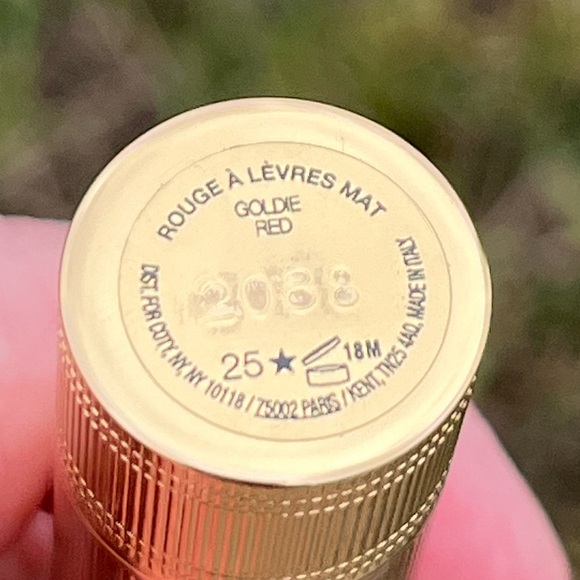 ROUGE À LÈVRES MAT
GOLDIE
RED
2088
25★ 18M
DIST. FOR COTY, NY, NY 10118 / 75002 PARIS / KENT, TN25 4AQ, MADE IN ITALY